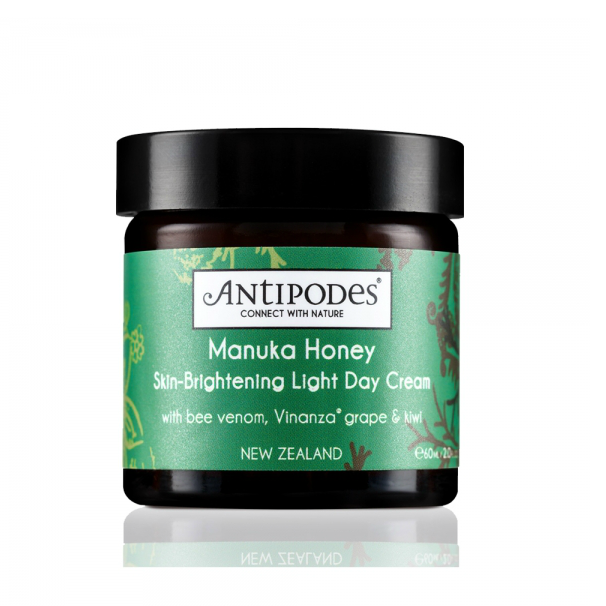 ANTIPODES®
CONNECT WITH NATURE
Manuka Honey
Skin-Brightening Light Day Cream
with bee venom, Vinanza® grape & kiwi
NEW ZEALAND